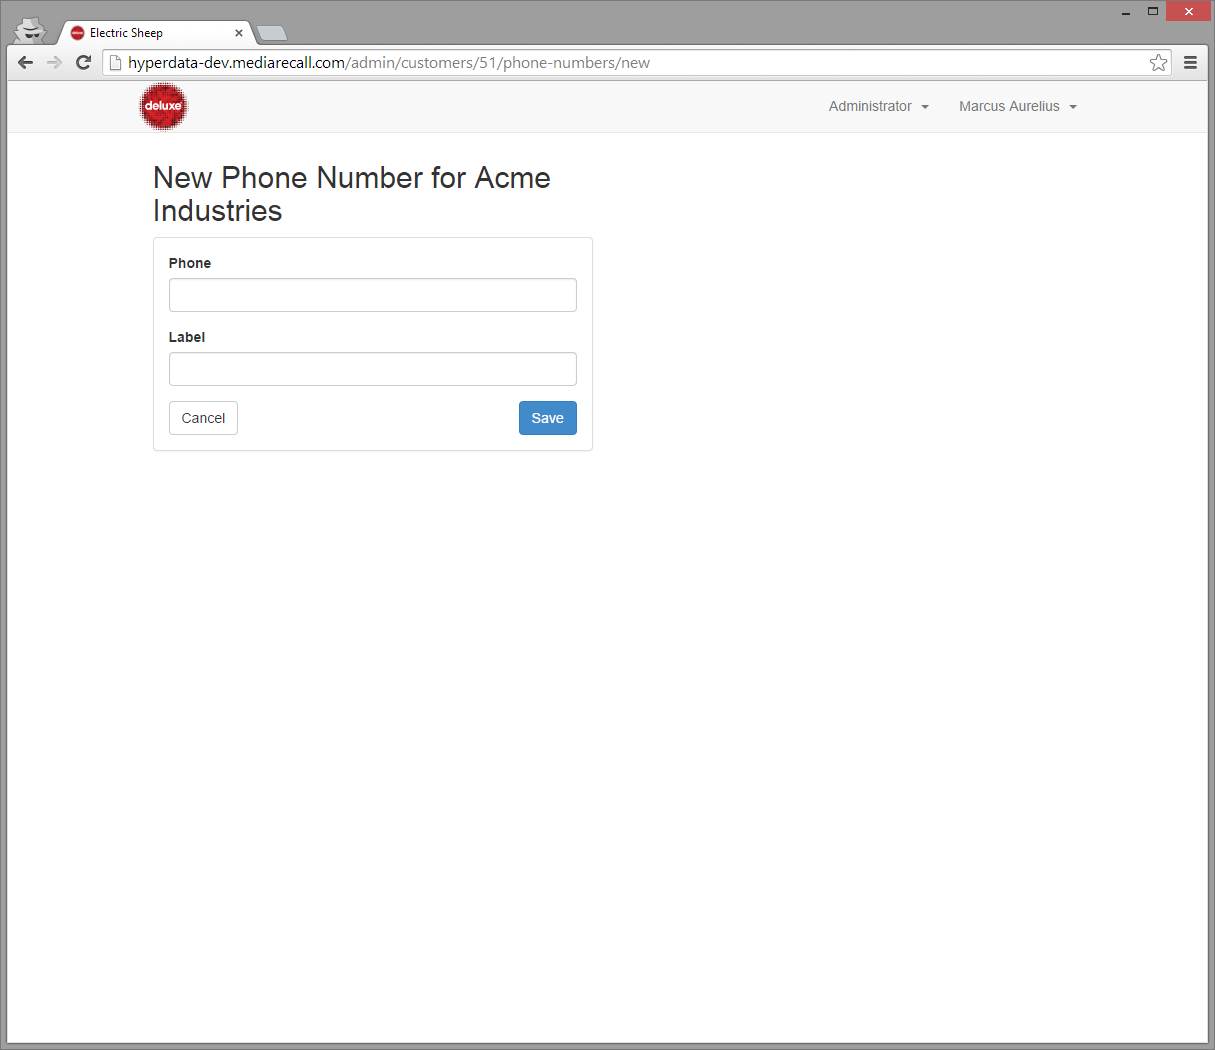 Electric Sheep
hyperdata-dev.mediarecall.com/admin/customers/51/phone-numbers/new
deluxe
Administrator
Marcus Aurelius
New Phone Number for Acme
Industries
Phone
Label
Cancel
Save